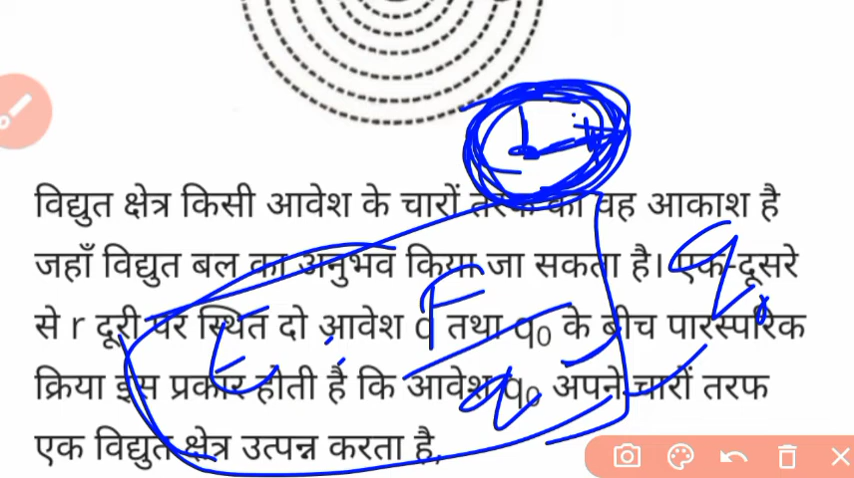 विद्युत क्षेत्र किसी आवेश के चारों तरफ का वह आकाश है
जहाँ विद्युत बल का अनुभव किया जा सकता है। एक-दूसरे
से r दूरी पर स्थित दो आवेश q तथा q₀ के बीच पारस्परिक
क्रिया इस प्रकार होती है कि आवेश q₀ अपने चारों तरफ
एक विद्युत क्षेत्र उत्पन्न करता है,
E = F
q₀